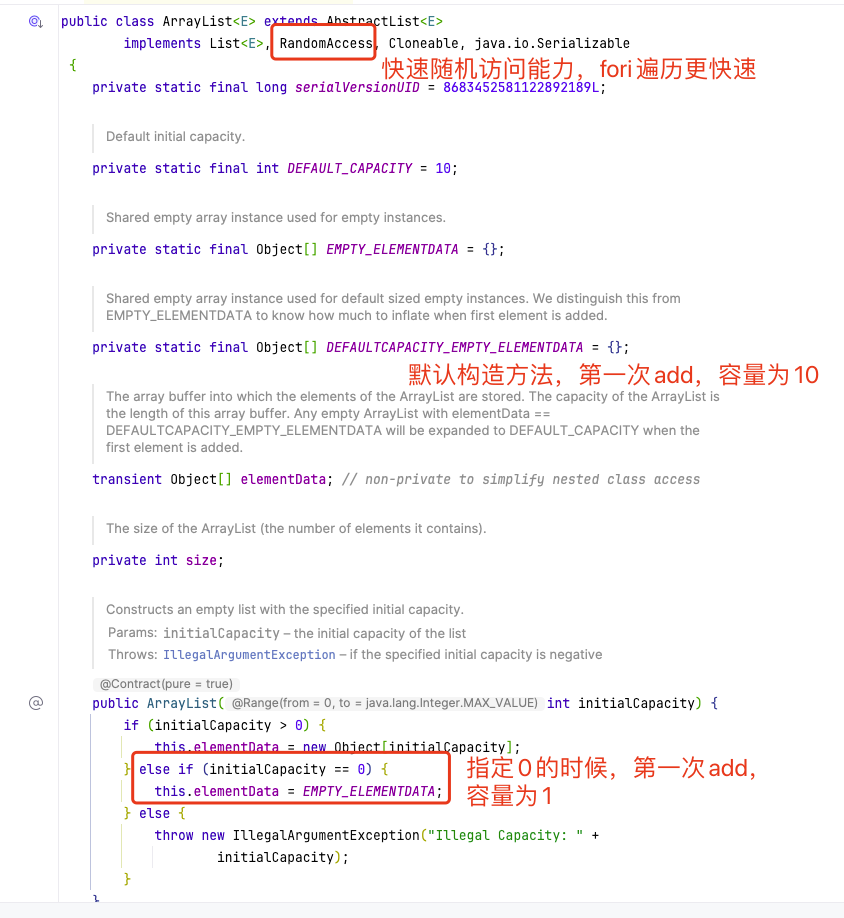 public class ArrayList<E> extends AbstractList<E>
implements List<E>, RandomAccess, Cloneable, java.io.Serializable
{
快速随机访问能力，fori遍历更快速
private static final long serialVersionUID = 8683452581122892189L;
Default initial capacity.
private static final int DEFAULT_CAPACITY = 10;
Shared empty array instance used for empty instances.
private static final Object[] EMPTY_ELEMENTDATA = {};
Shared empty array instance used for default sized empty instances. We distinguish this from
EMPTY_ELEMENTDATA to know how much to inflate when first element is added.
private static final Object[] DEFAULTCAPACITY_EMPTY_ELEMENTDATA = {};
默认构造方法，第一次add，容量为10
The array buffer into which the elements of the ArrayList are stored. The capacity of the ArrayList is
the length of this array buffer. Any empty ArrayList with elementData ==
DEFAULTCAPACITY_EMPTY_ELEMENTDATA will be expanded to DEFAULT_CAPACITY when the
first element is added.
transient Object[] elementData; // non-private to simplify nested class access
The size of the ArrayList (the number of elements it contains).
private int size;
Constructs an empty list with the specified initial capacity.
Params: initialCapacity – the initial capacity of the list
Throws: IllegalArgumentException – if the specified initial capacity is negative
@Contract(pure = true)
public ArrayList( @Range(from = 0, to = java.lang.Integer.MAX_VALUE) int initialCapacity) {
if (initialCapacity > 0) {
this.elementData = new Object[initialCapacity];
} else if (initialCapacity == 0) {
this.elementData = EMPTY_ELEMENTDATA;
指定0的时候，第一次add，
容量为1
} else {
throw new IllegalArgumentException("Illegal Capacity: " +
initialCapacity);
}
}